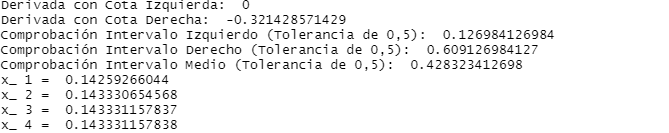 Derivada con Cota Izquierda:  0
Derivada con Cota Derecha:  -0.321428571429
Comprobación Intervalo Izquierdo (Tolerancia de 0,5):  0.126984126984
Comprobación Intervalo Derecho (Tolerancia de 0,5):  0.609126984127
Comprobación Intervalo Medio (Tolerancia de 0,5):  0.428323412698
x_ 1 =  0.14259266044
x_ 2 =  0.143330654568
x_ 3 =  0.143331157837
x_ 4 =  0.143331157838